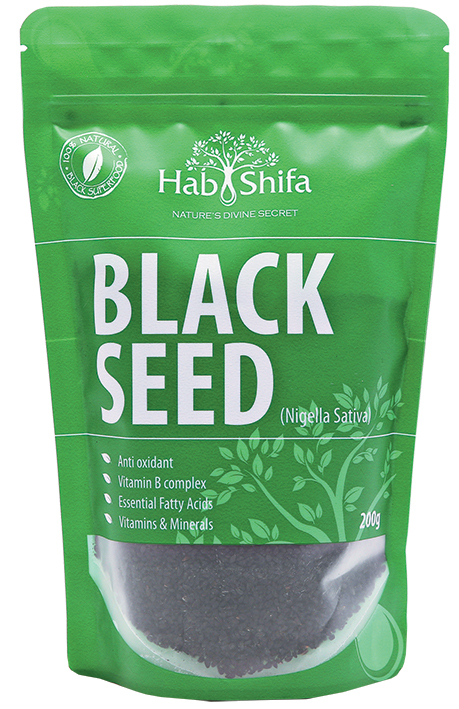 100% NATURAL
BLACK SUPERFOOD
Hab Shifa
NATURE'S DIVINE SECRET
BLACK
SEED
(Nigella Sativa)
Anti oxidant
Vitamin B complex
Essential Fatty Acids
Vitamins & Minerals
200g